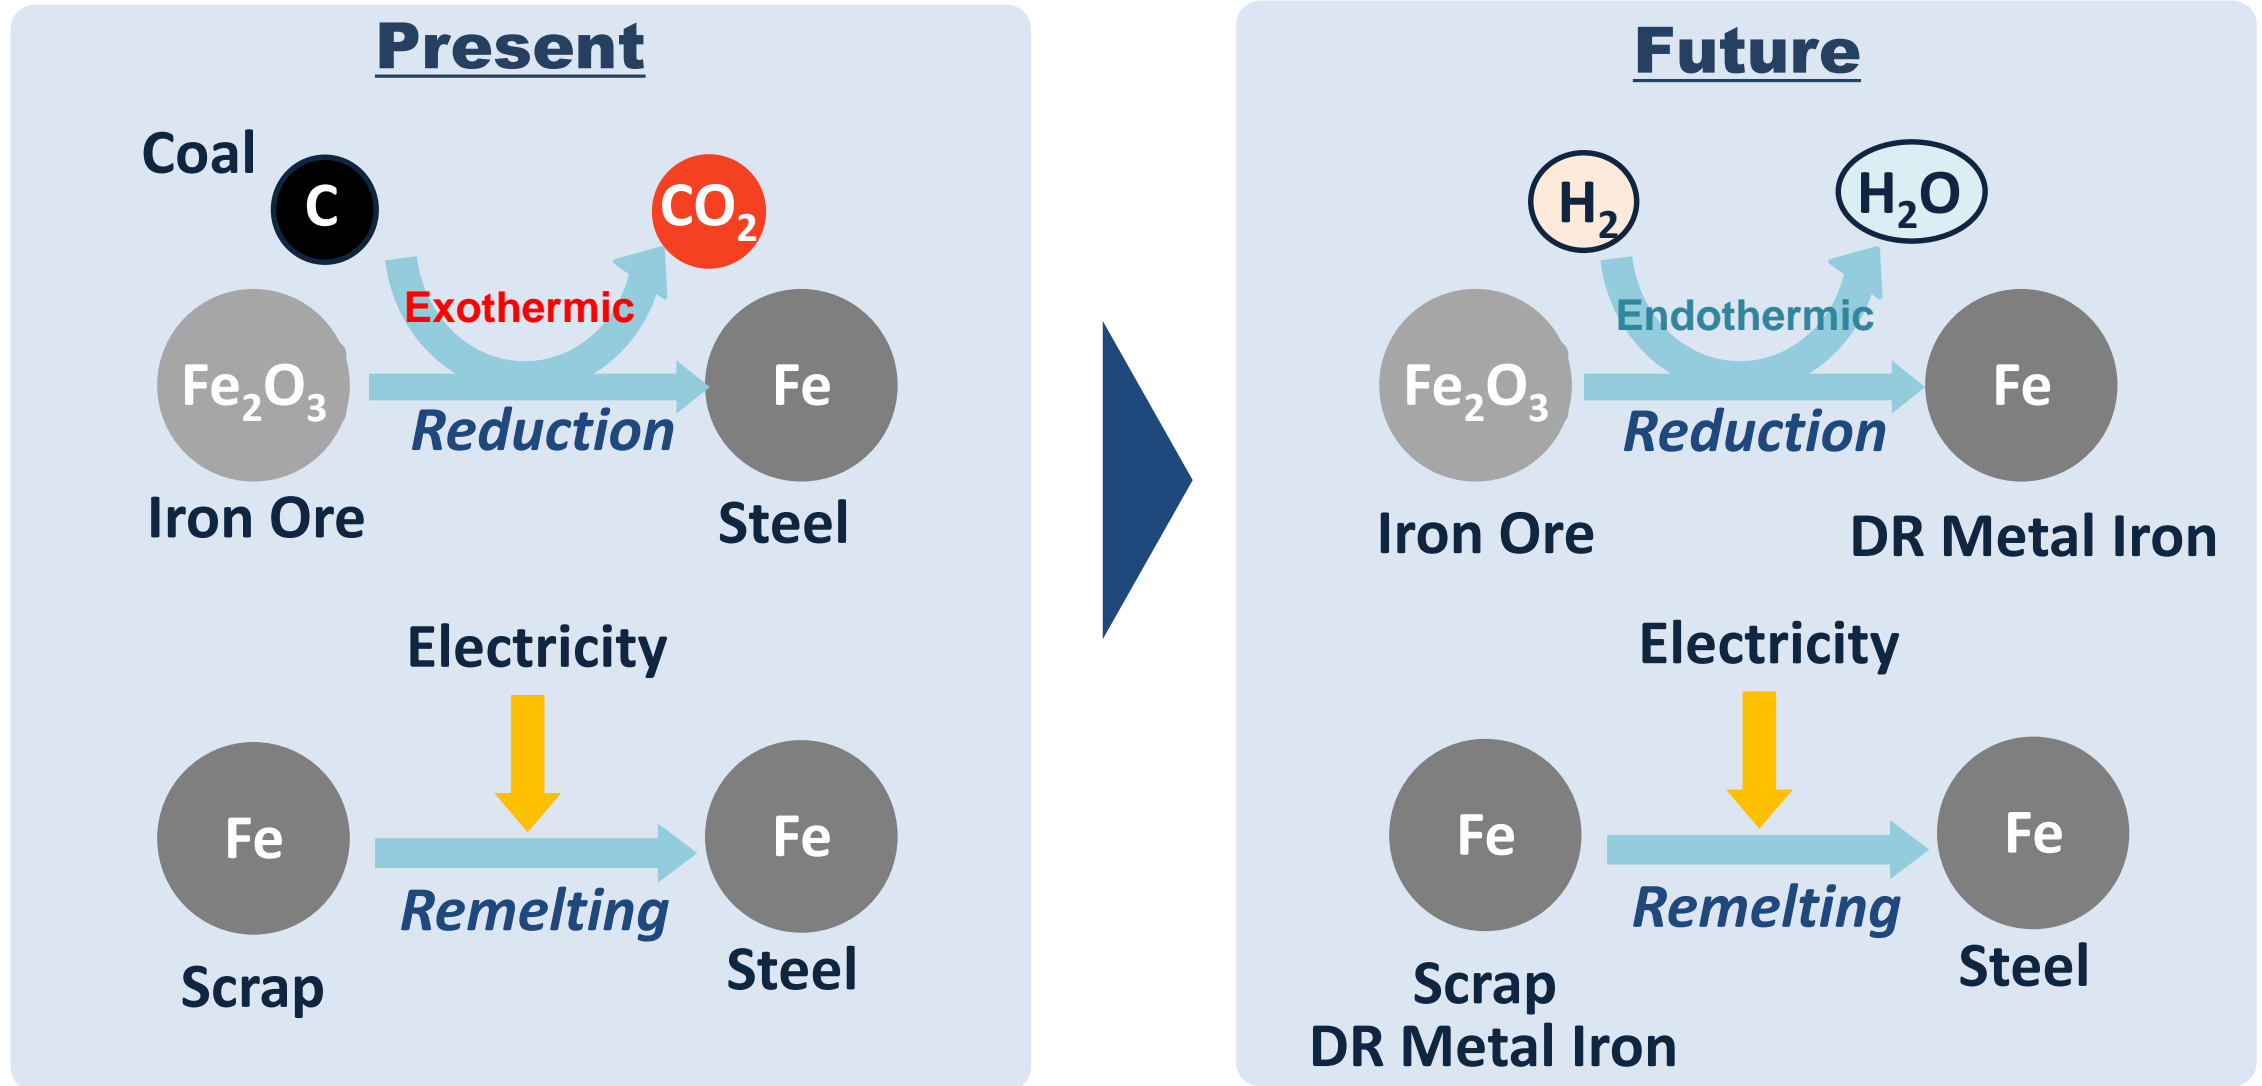 Present
Coal
C
CO₂
Exothermic
Fe₂O₃
Fe
Reduction
Iron Ore
Steel
Electricity
Fe
Fe
Remelting
Scrap
Steel
Future
H₂
H₂O
Endothermic
Fe₂O₃
Fe
Reduction
Iron Ore
DR Metal Iron
Electricity
Fe
Fe
Remelting
Scrap
DR Metal Iron
Steel